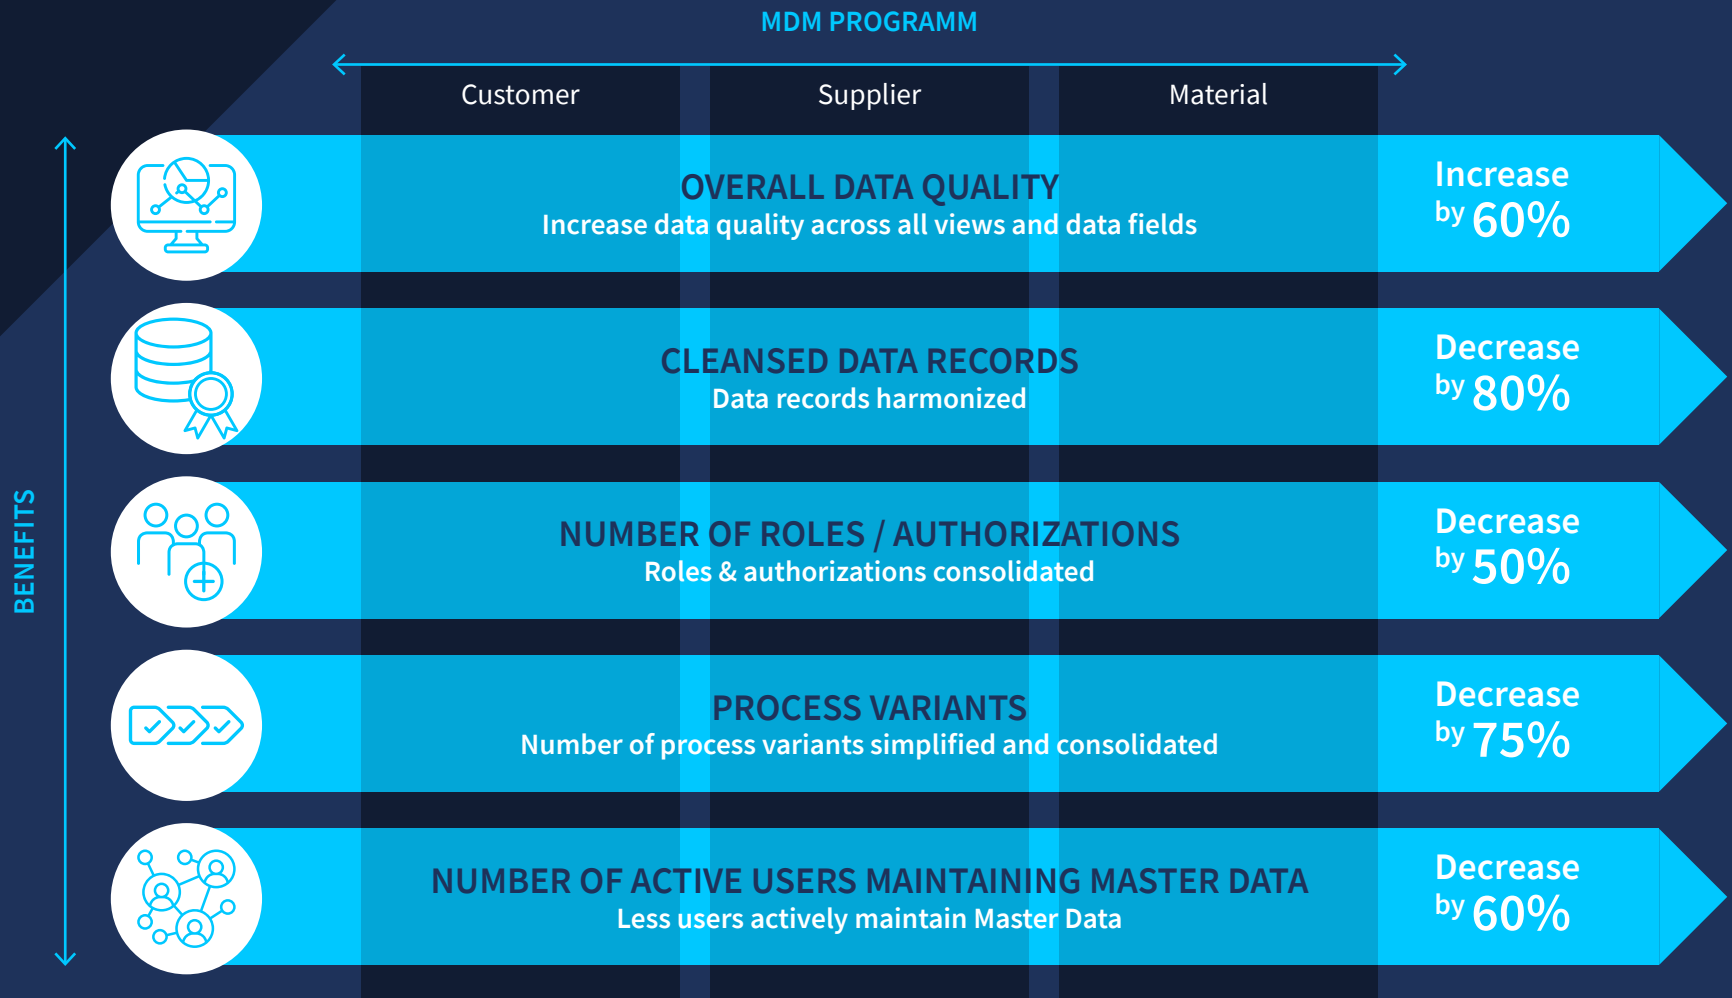 MDM PROGRAMM
Customer
Supplier
Material
BENEFITS
OVERALL DATA QUALITY
Increase data quality across all views and data fields
Increase
by 60%
CLEANSED DATA RECORDS
Data records harmonized
Decrease
by 80%
NUMBER OF ROLES / AUTHORIZATIONS
Roles & authorizations consolidated
Decrease
by 50%
PROCESS VARIANTS
Number of process variants simplified and consolidated
Decrease
by 75%
NUMBER OF ACTIVE USERS MAINTAINING MASTER DATA
Less users actively maintain Master Data
Decrease
by 60%